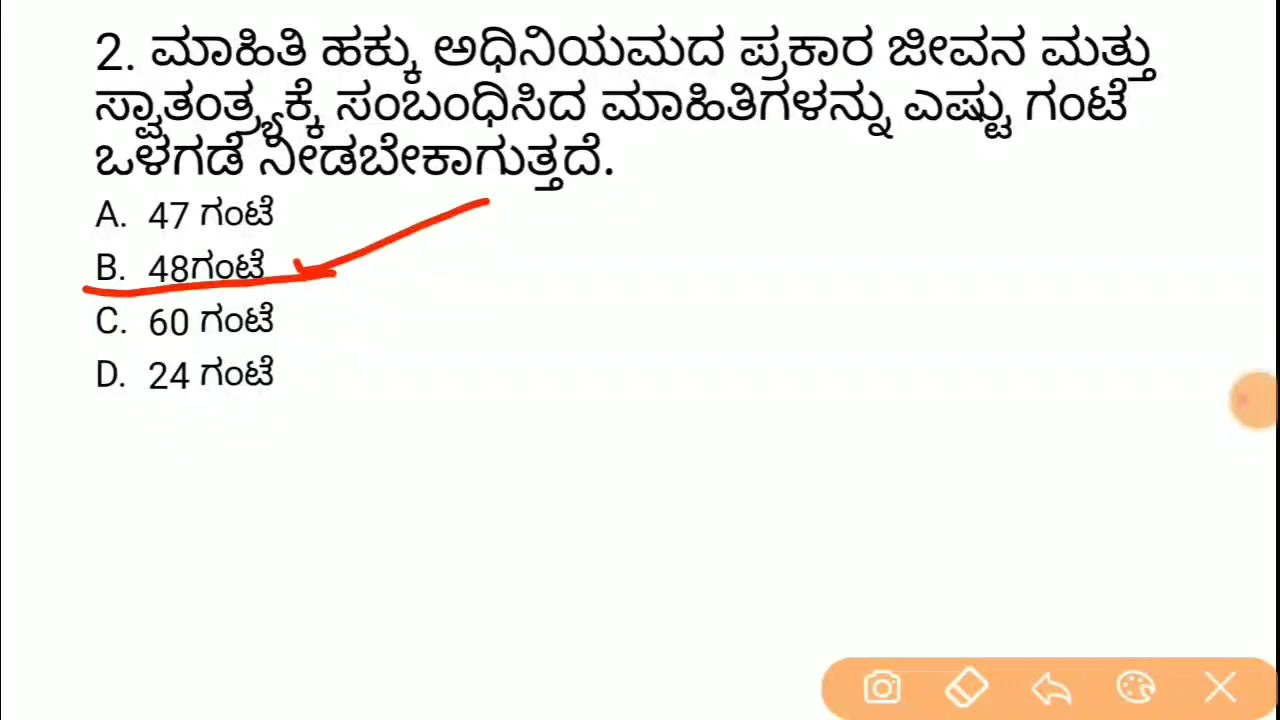 2. ಮಾಹಿತಿ ಹಕ್ಕು ಅಧಿನಿಯಮದ ಪ್ರಕಾರ ಜೀವನ ಮತ್ತು
ಸ್ವಾತಂತ್ರ್ಯಕ್ಕೆ ಸಂಬಂಧಿಸಿದ ಮಾಹಿತಿಗಳನ್ನು ಎಷ್ಟು ಗಂಟೆ
ಒಳಗಡೆ ನೀಡಬೇಕಾಗುತ್ತದೆ.
A. 47 ಗಂಟೆ
B. 48ಗಂಟೆ
C. 60 ಗಂಟೆ
D. 24 ಗಂಟೆ